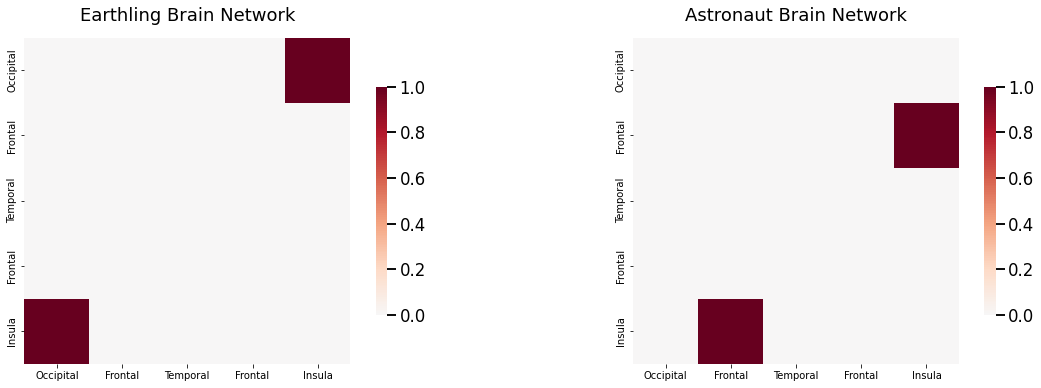 Earthling Brain Network
Astronaut Brain Network
Occipital
Frontal
Temporal
Frontal
Insula
Occipital
Frontal
Temporal
Frontal
Insula
1.0
0.8
0.6
0.4
0.2
0.0
Occipital
Frontal
Temporal
Frontal
Insula
Occipital
Frontal
Temporal
Frontal
Insula
1.0
0.8
0.6
0.4
0.2
0.0